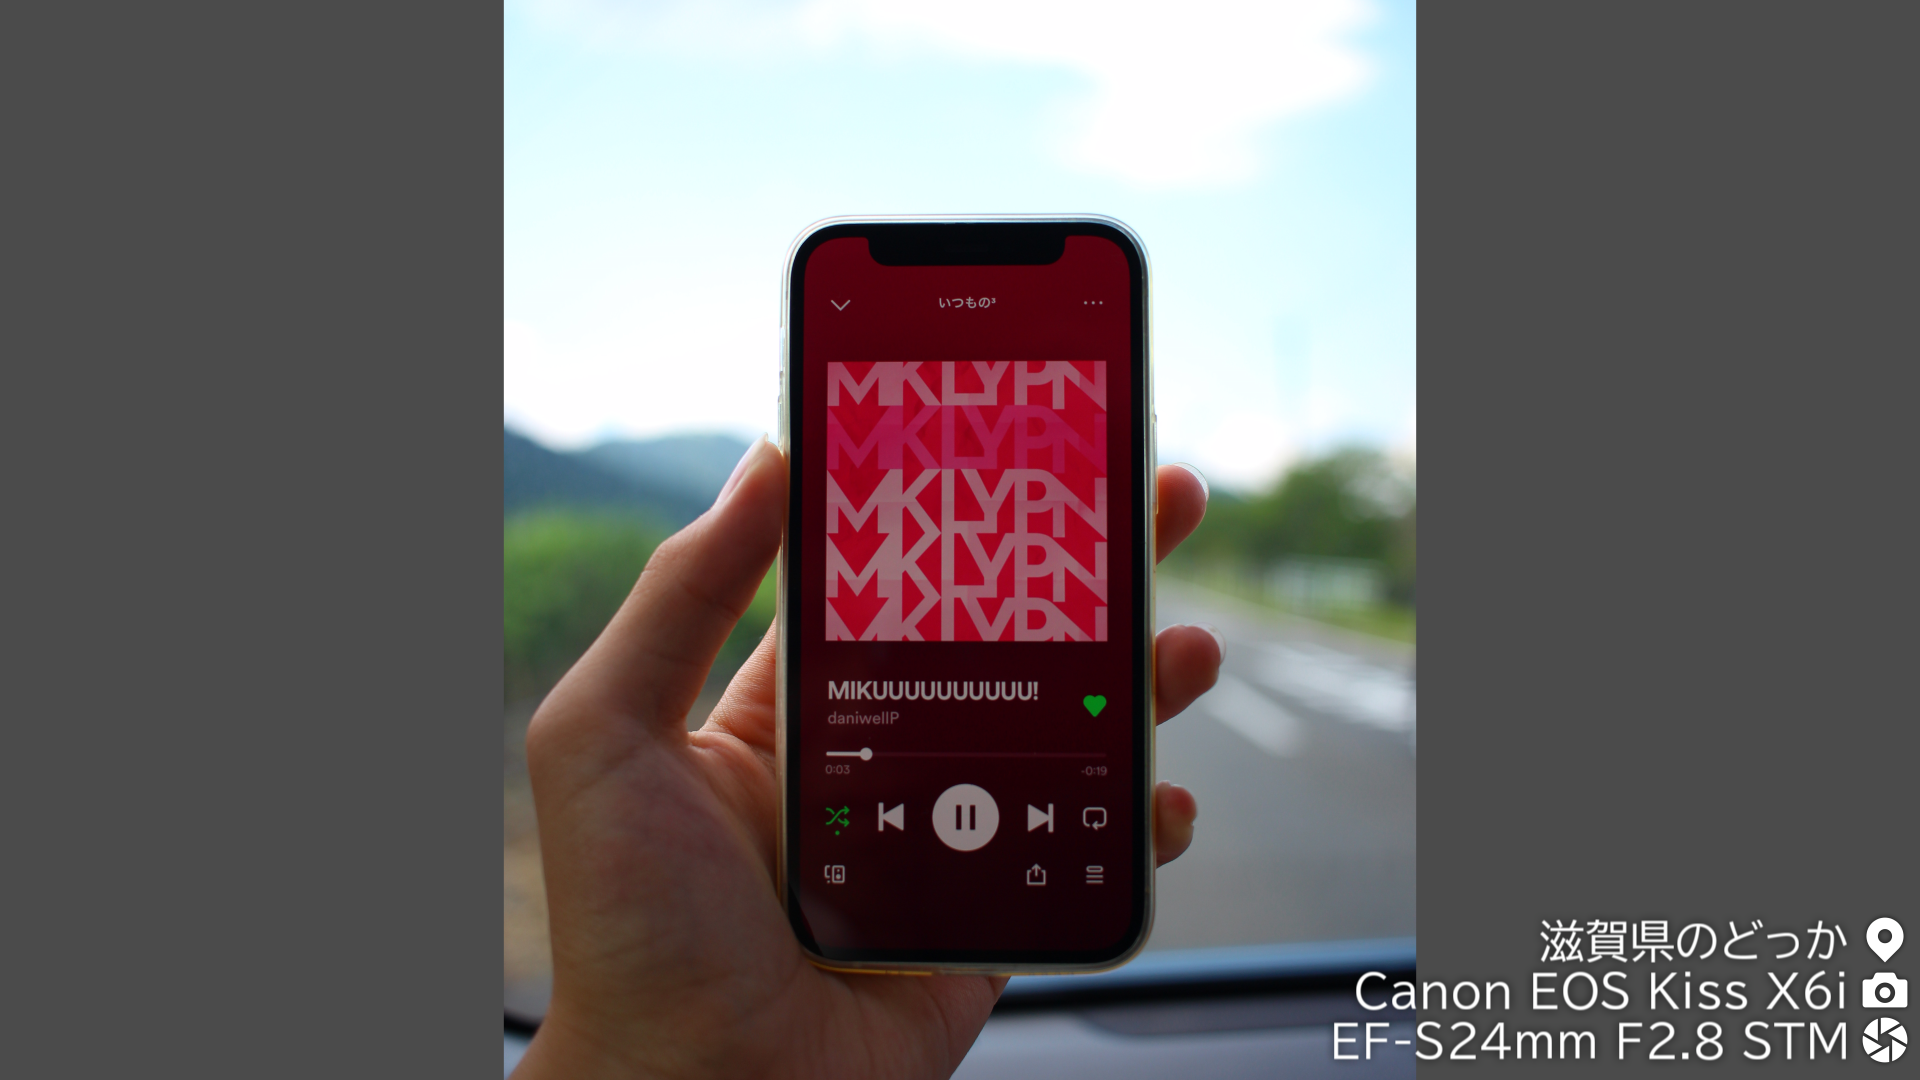 いつもの³
MKLYPN
MKLYPN
MKLYPN
MKLYPN
MKLYPN
MIKUUUUUUUUUU!
daniwellP
0:03
-0:19
滋賀県のどっか
Canon EOS Kiss X6i
EF-S24mm F2.8 STM